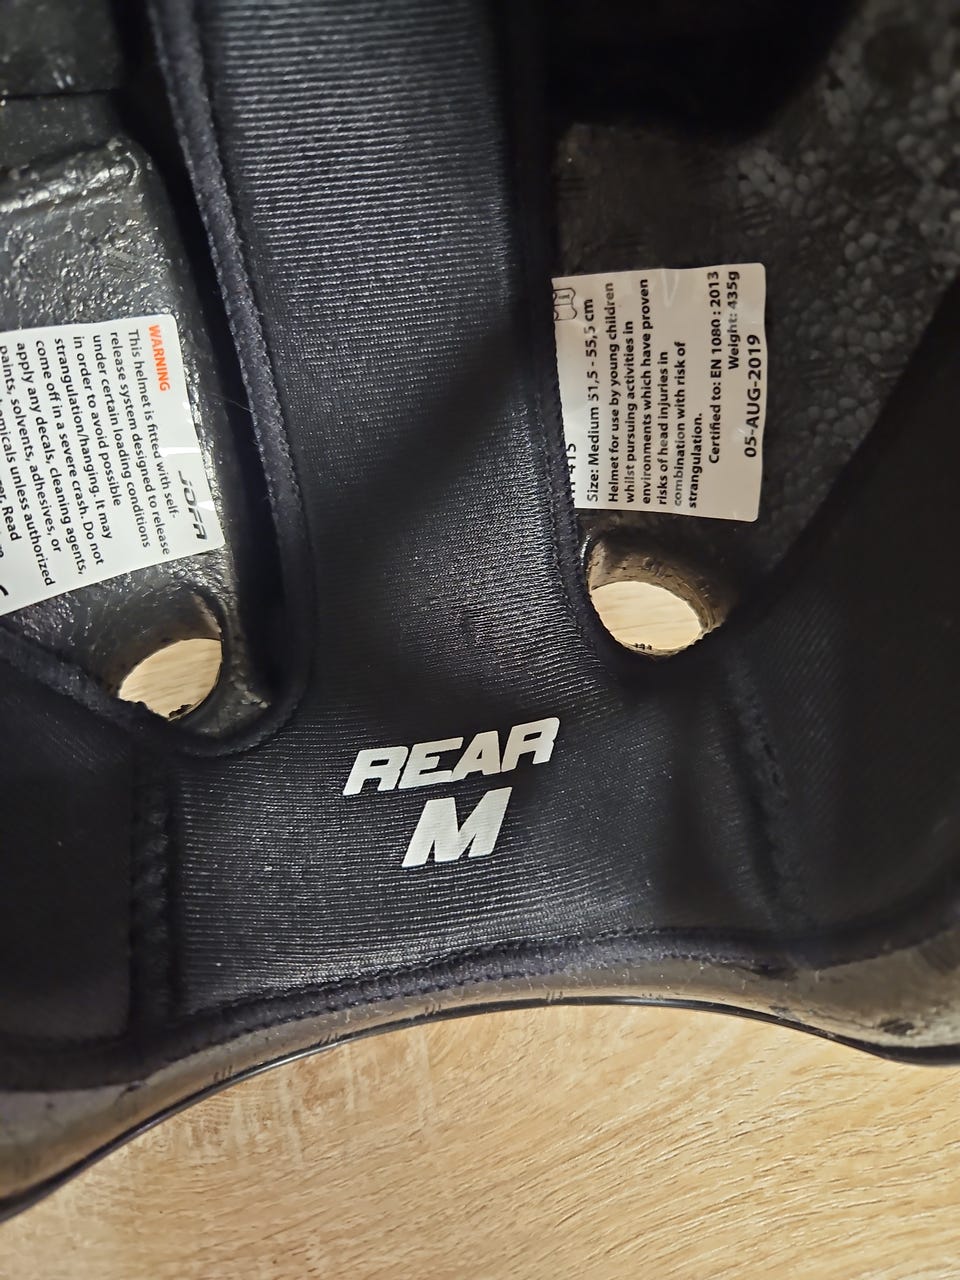 JOFA
WARNING
This helmet is fitted with self-
release system designed to release
under certain loading conditions
in order to avoid possible
strangulation/hanging. It may
come off in a severe crash. Do not
apply any decals, cleaning agents,
paints, solvents, adhesives, or
unless authorized
Read
415
Size: Medium 51,5 - 55,5 cm
Helmet for use by young children
whilst pursuing activities in
environments which have proven
risks of head injuries in
combination with risk of
strangulation.
Certified to: EN 1080 : 2013
Weight: 435g
05-AUG-2019
REAR
M